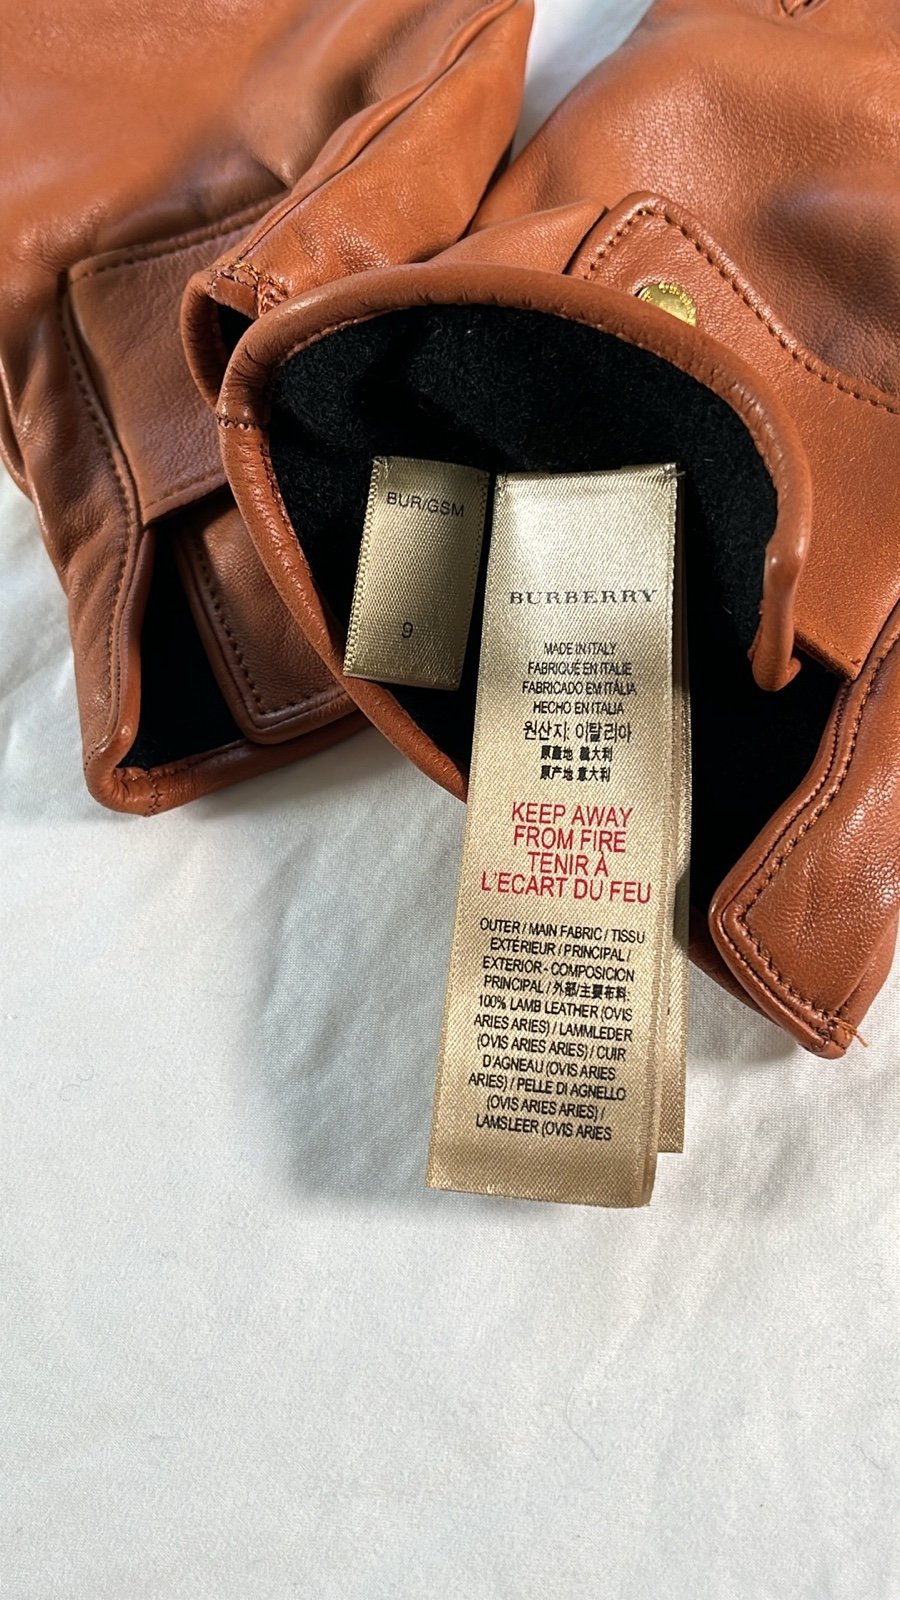 BUR/GSM
9
BURBERRY
MADE IN ITALY
FABRIQUÉ EN ITALIE
FABRICADO EM ITÁLIA
HECHO EN ITALIA
원산지: 이탈리아
原產地 義大利
原产地 意大利
KEEP AWAY
FROM FIRE
TENIR À
L'ECART DU FEU
OUTER / MAIN FABRIC / TISSU
EXTÉRIEUR / PRINCIPAL /
EXTERIOR - COMPOSICION
PRINCIPAL / 外部/主要布料:
100% LAMB LEATHER (OVIS
ARIES ARIES) / LAMMLEDER
(OVIS ARIES ARIES) / CUIR
D'AGNEAU (OVIS ARIES
ARIES) / PELLE DI AGNELLO
(OVIS ARIES ARIES) /
LAMSLEER (OVIS ARIES